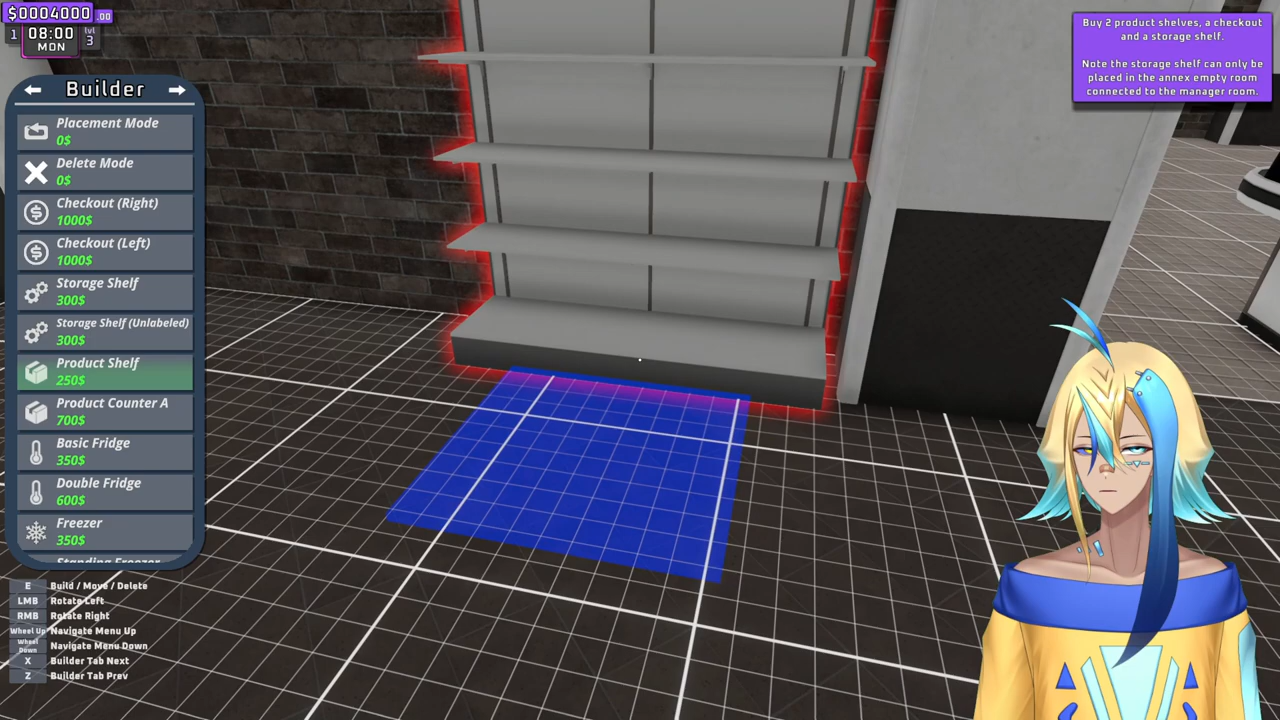 $0004000.00
1 08:00 lvl
MON 3
Builder
Placement Mode
0$
Delete Mode
0$
Checkout (Right)
1000$
Checkout (Left)
1000$
Storage Shelf
300$
Storage Shelf (Unlabeled)
300$
Product Shelf
250$
Product Counter A
700$
Basic Fridge
350$
Double Fridge
600$
Freezer
350$
Standing Freezer
E Build / Move / Delete
LMB Rotate Left
RMB Rotate Right
Wheel Up Navigate Menu Up
Wheel Down Navigate Menu Down
X Builder Tab Next
Z Builder Tab Prev
Buy 2 product shelves, a checkout
and a storage shelf.
Note the storage shelf can only be
placed in the annex empty room
connected to the manager room.